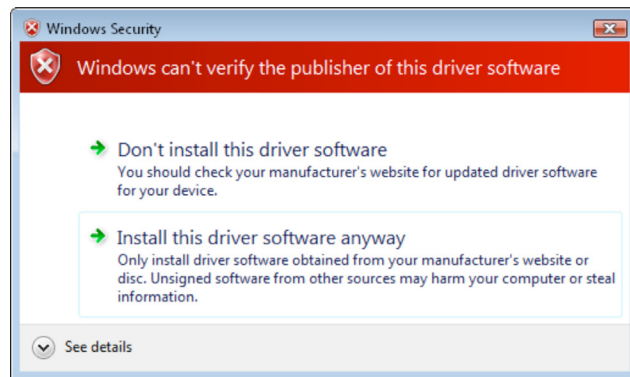 Windows Security
Windows can't verify the publisher of this driver software
Don't install this driver software
You should check your manufacturer's website for updated driver software
for your device.
Install this driver software anyway
Only install driver software obtained from your manufacturer's website or
disc. Unsigned software from other sources may harm your computer or steal
information.
See details